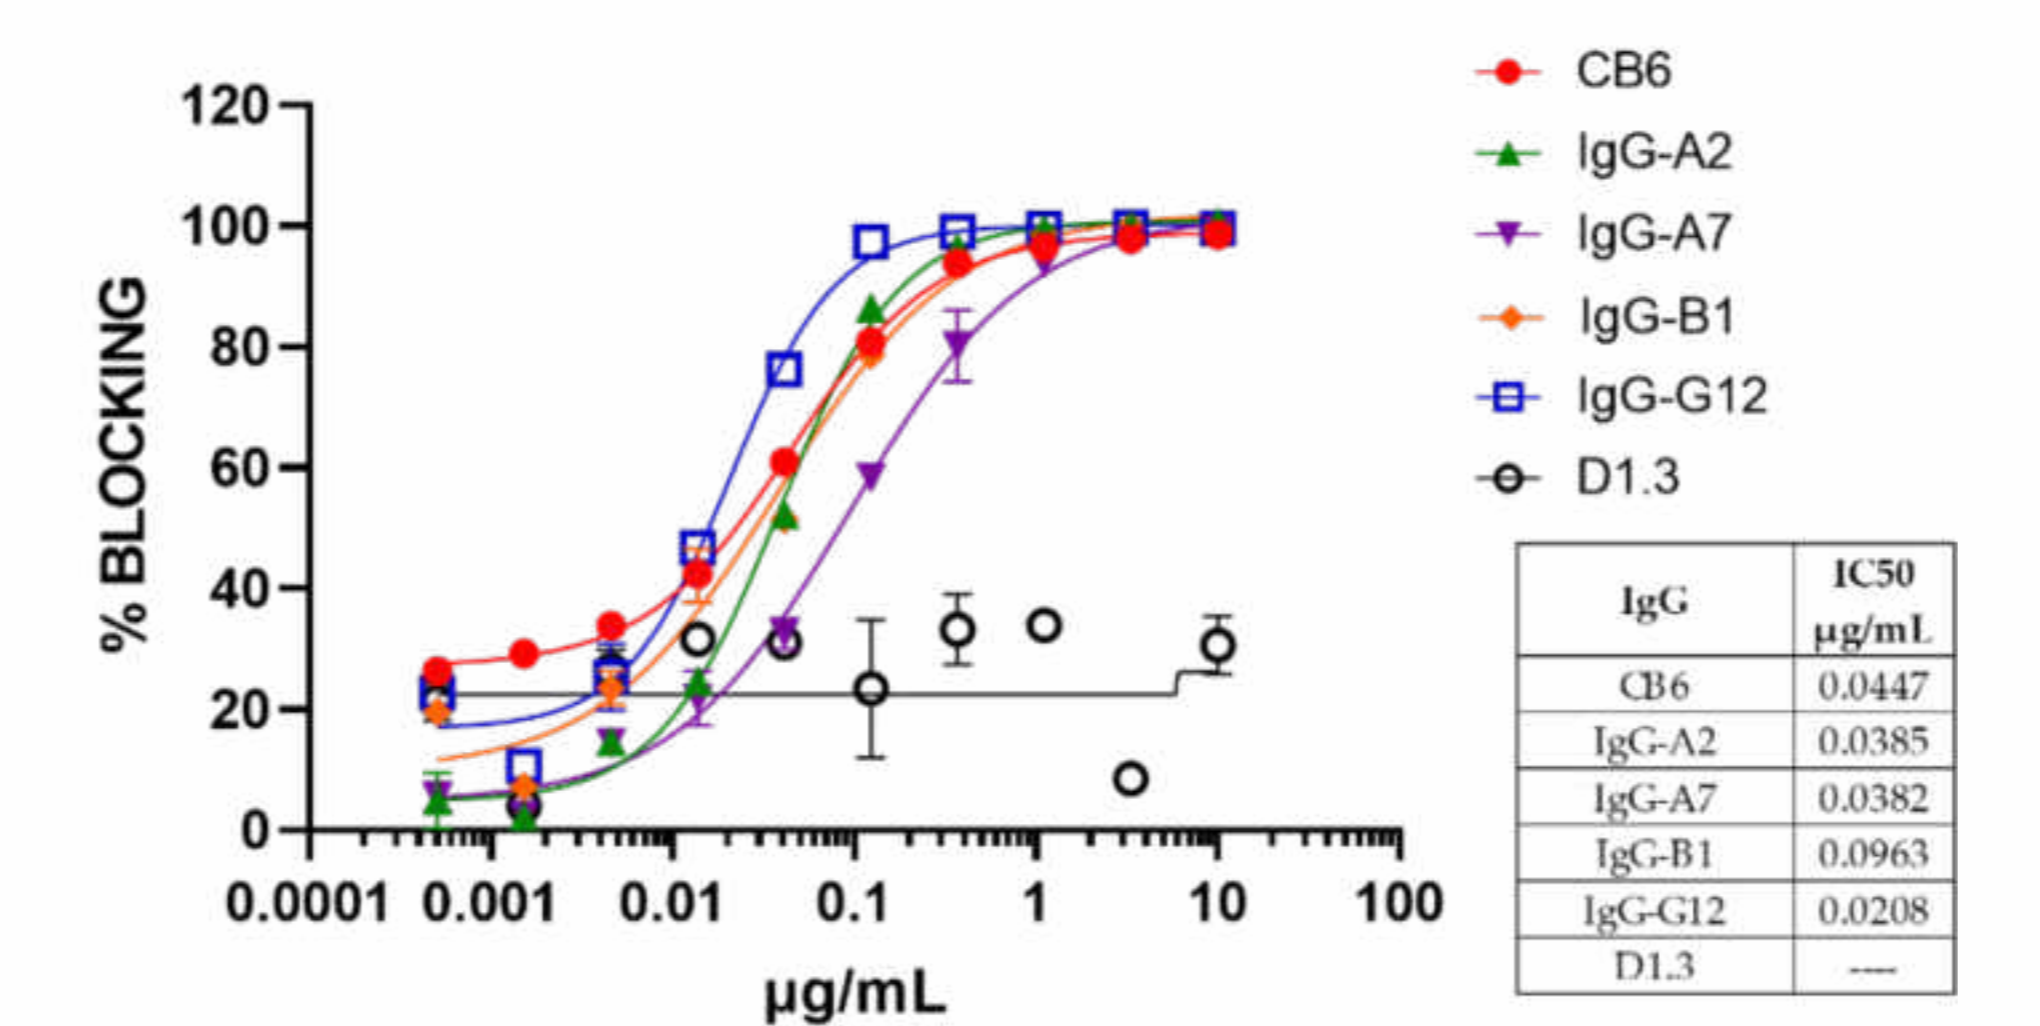 120
100
80
60
40
20
0
% BLOCKING
0.0001 0.001 0.01 0.1 1 10 100
µg/mL
CB6
IgG-A2
IgG-A7
IgG-B1
IgG-G12
D1.3
IgG IC50 µg/mL
CB6 0.0447
IgG-A2 0.0385
IgG-A7 0.0382
IgG-B1 0.0963
IgG-G12 0.0208
D1.3 ----